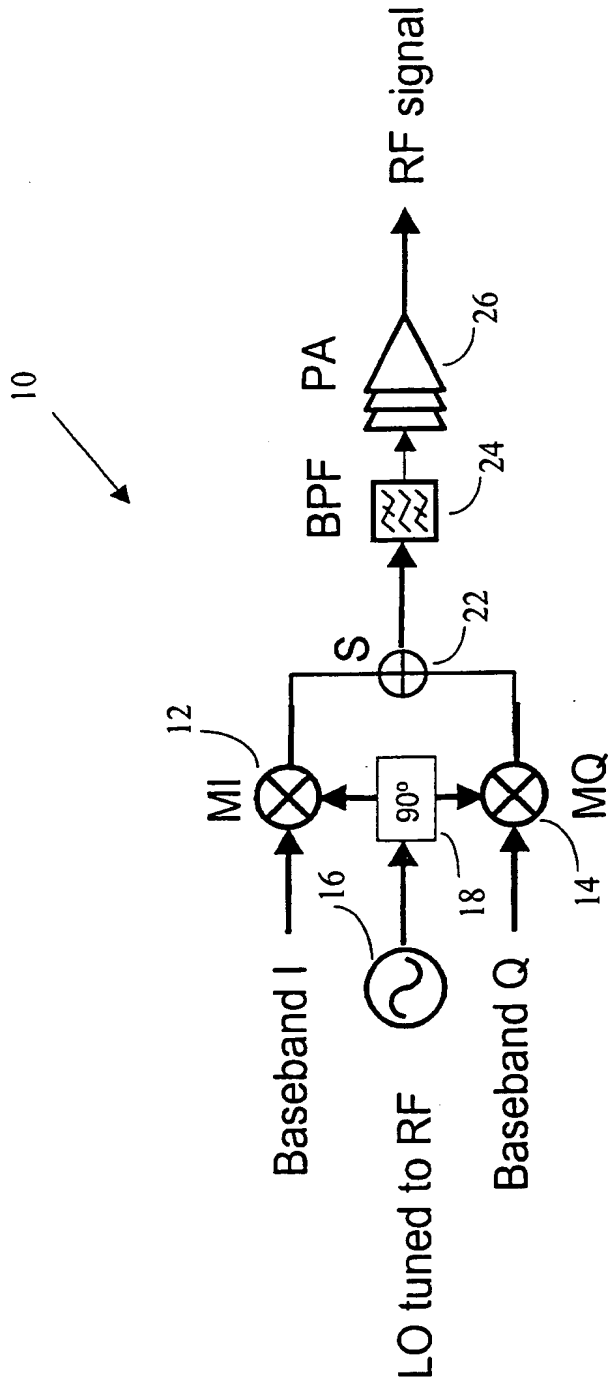 10
12
MI
Baseband I
16
LO tuned to RF
90º
18
Baseband Q
14
MQ
S
22
BPF
24
PA
26
RF signal